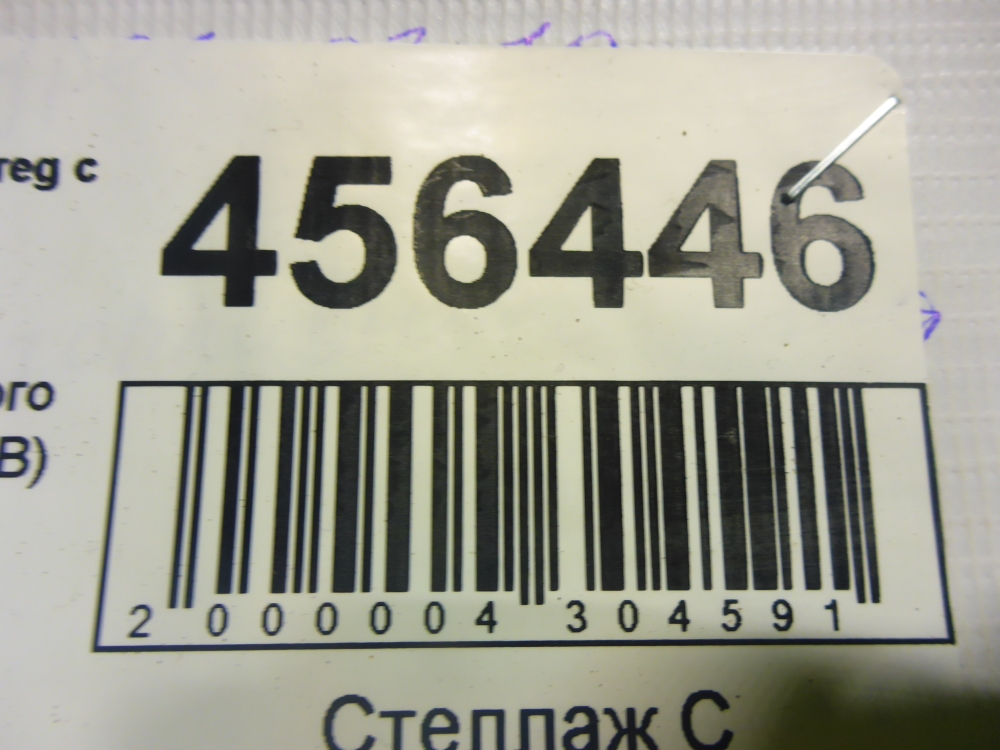 reg c
456446
ого
В)
2 000004 304591
Стеллаж С